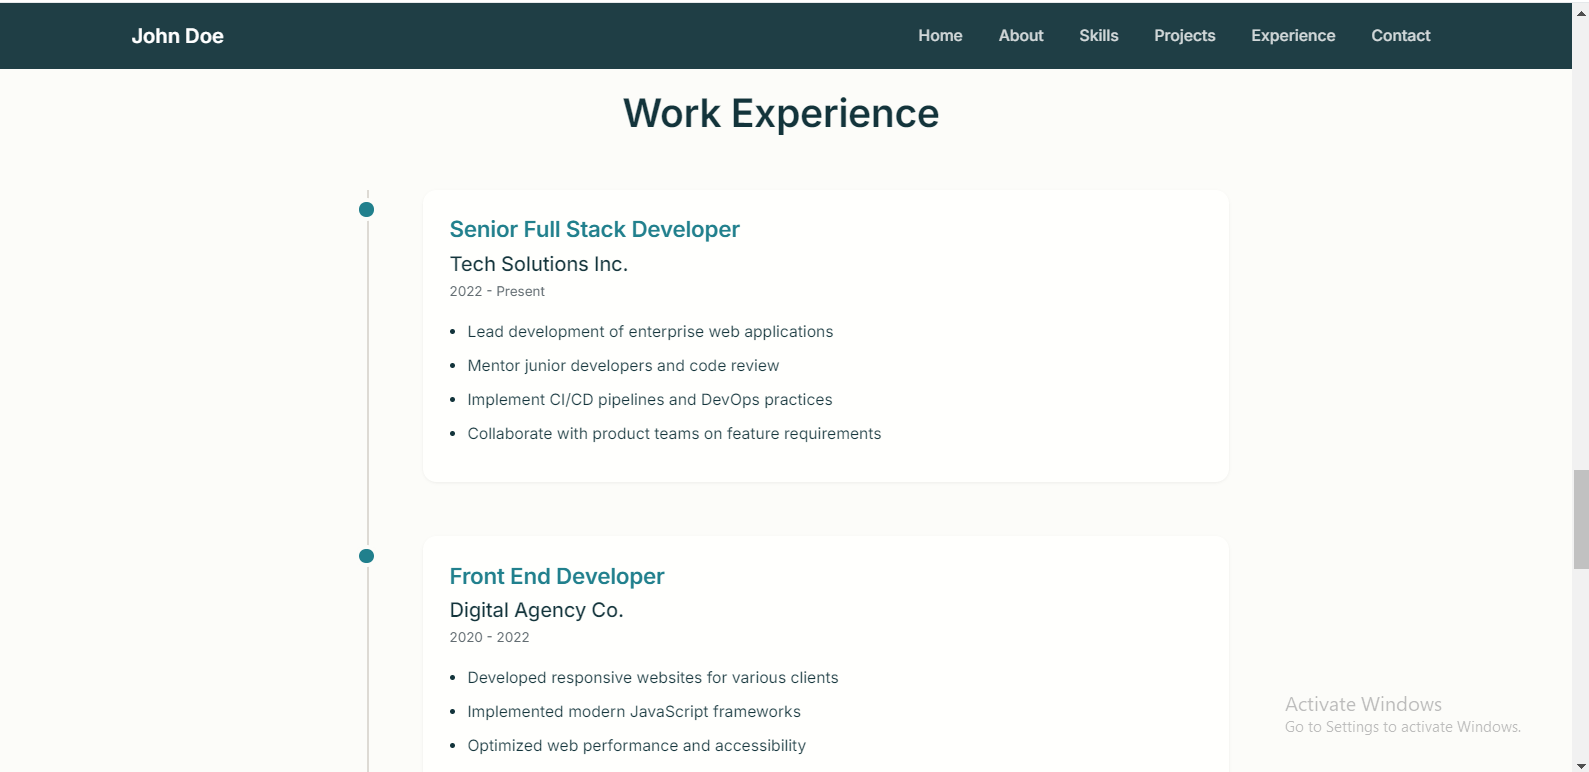 John Doe
Home About Skills Projects Experience Contact
Work Experience
Senior Full Stack Developer
Tech Solutions Inc.
2022 - Present
• Lead development of enterprise web applications
• Mentor junior developers and code review
• Implement CI/CD pipelines and DevOps practices
• Collaborate with product teams on feature requirements
Front End Developer
Digital Agency Co.
2020 - 2022
• Developed responsive websites for various clients
• Implemented modern JavaScript frameworks
• Optimized web performance and accessibility
Activate Windows
Go to Settings to activate Windows.